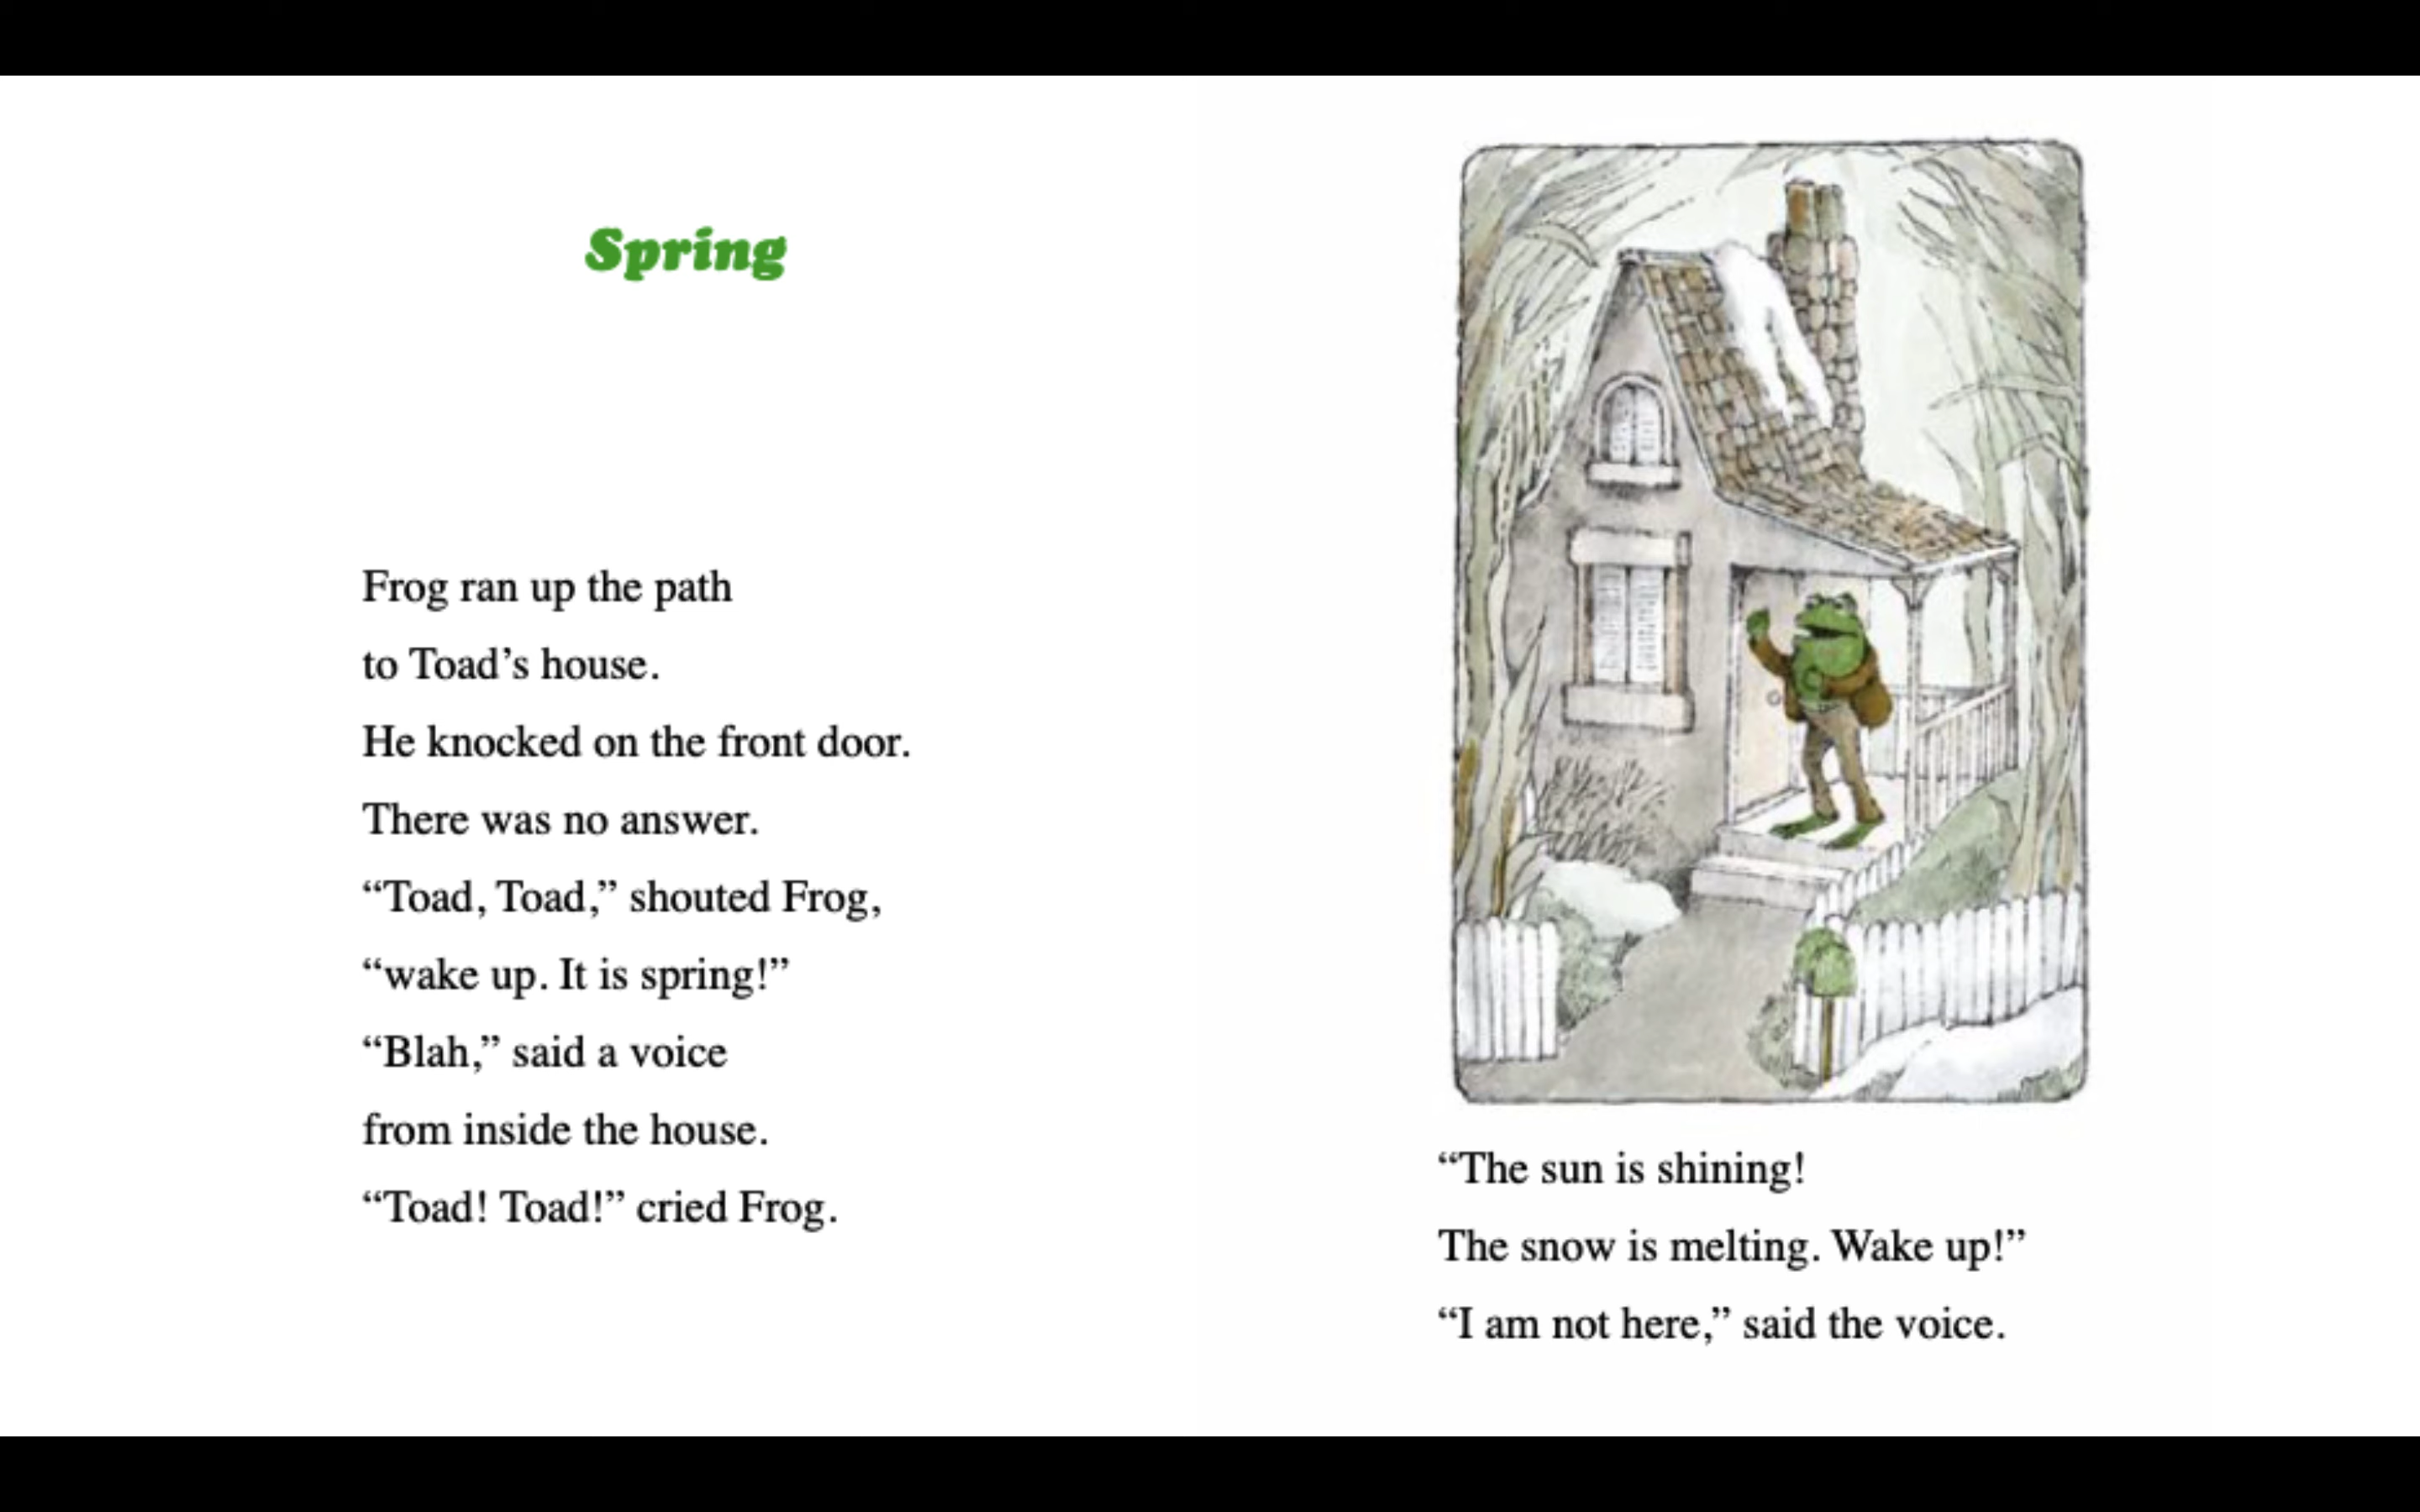 Spring
Frog ran up the path
to Toad’s house.
He knocked on the front door.
There was no answer.
“Toad, Toad,” shouted Frog,
“wake up. It is spring!”
“Blah,” said a voice
from inside the house.
“Toad! Toad!” cried Frog.
“The sun is shining!
The snow is melting. Wake up!”
“I am not here,” said the voice.